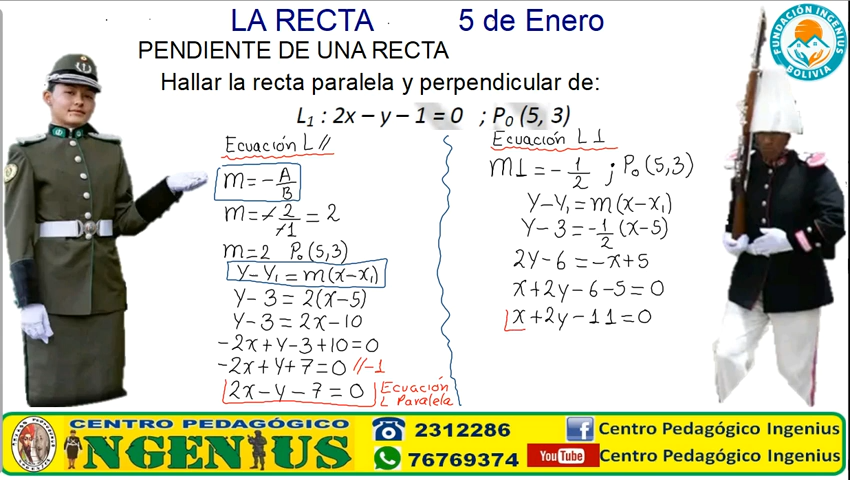 LA RECTA 5 de Enero
PENDIENTE DE UNA RECTA
Hallar la recta paralela y perpendicular de:
L₁ : 2x – y – 1 = 0 ; P₀ (5, 3)
Ecuación L //
m = - A/B
m = - 2/-1 = 2
m = 2 P₀ (5,3)
y - y₁ = m(x - x₁)
y - 3 = 2(x - 5)
y - 3 = 2x - 10
-2x + y - 3 + 10 = 0
-2x + y + 7 = 0 // -1
2x - y - 7 = 0
Ecuación
L Paralela
Ecuación L ⊥
m⊥ = - 1/2 ; P₀ (5,3)
y - y₁ = m(x - x₁)
y - 3 = - 1/2 (x - 5)
2y - 6 = -x + 5
x + 2y - 6 - 5 = 0
x + 2y - 11 = 0
FUNDACIÓN INGENIUS
BOLIVIA
CENTRO PEDAGÓGICO
INGENIUS
2312286
76769374
Centro Pedagógico Ingenius
YouTube Centro Pedagógico Ingenius